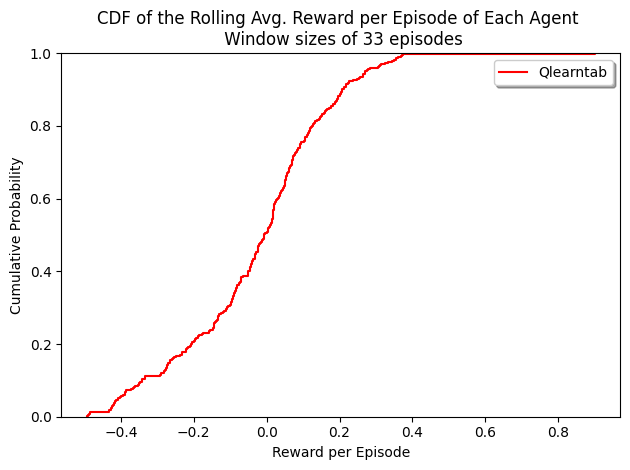 CDF of the Rolling Avg. Reward per Episode of Each Agent
Window sizes of 33 episodes
Qlearntab
Cumulative Probability
1.0
0.8
0.6
0.4
0.2
0.0
−0.4
−0.2
0.0
0.2
0.4
0.6
0.8
Reward per Episode